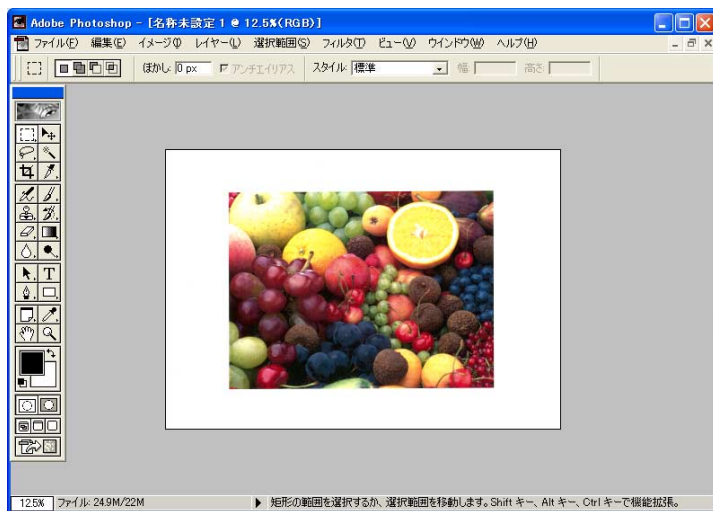 Adobe Photoshop - [名称未設定 1 @ 12.5%(RGB)]
ファイル(F) 編集(E) イメージ(I) レイヤー(L) 選択範囲(S) フィルタ(T) ビュー(V) ウインドウ(W) ヘルプ(H)
ぼかし: 0 px アンチエイリアス スタイル: 標準 幅: 高さ:
T
12.5% ファイル: 24.9M/22M 矩形の範囲を選択するか、選択範囲を移動します。Shift キー、Alt キー、Ctrl キーで機能拡張。